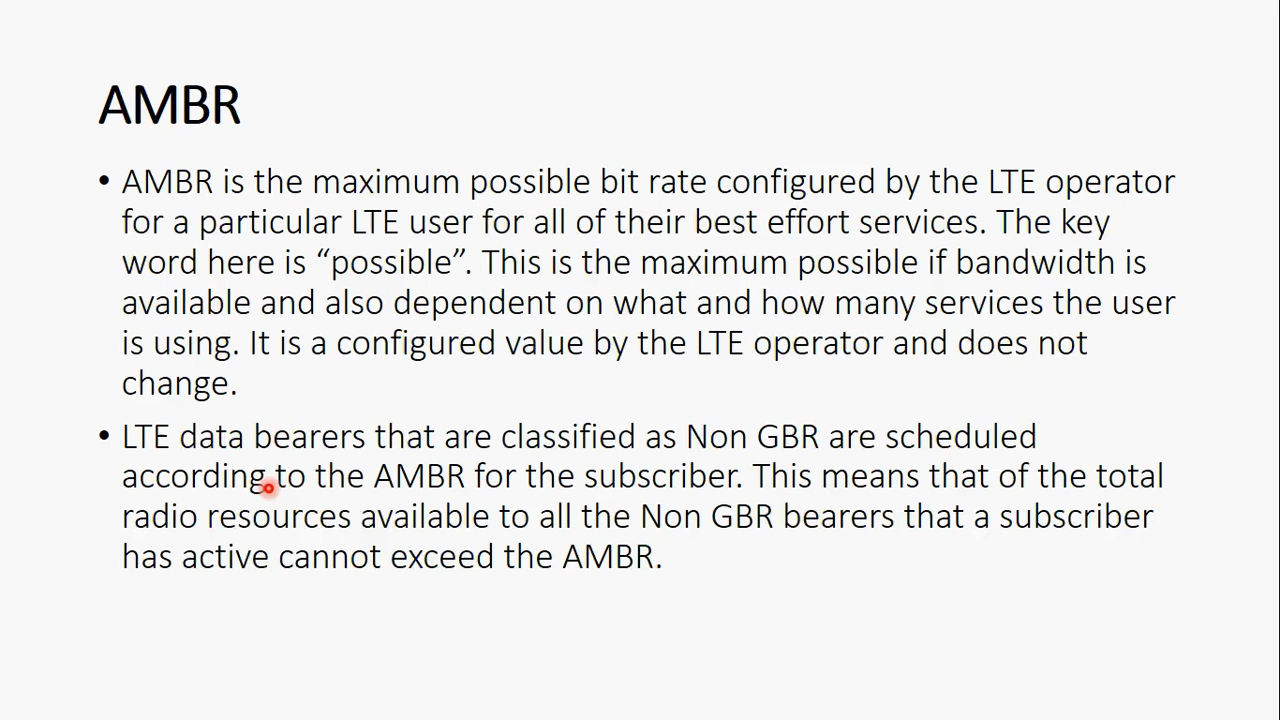 AMBR
• AMBR is the maximum possible bit rate configured by the LTE operator
for a particular LTE user for all of their best effort services. The key
word here is “possible”. This is the maximum possible if bandwidth is
available and also dependent on what and how many services the user
is using. It is a configured value by the LTE operator and does not
change.
• LTE data bearers that are classified as Non GBR are scheduled
according to the AMBR for the subscriber. This means that of the total
radio resources available to all the Non GBR bearers that a subscriber
has active cannot exceed the AMBR.